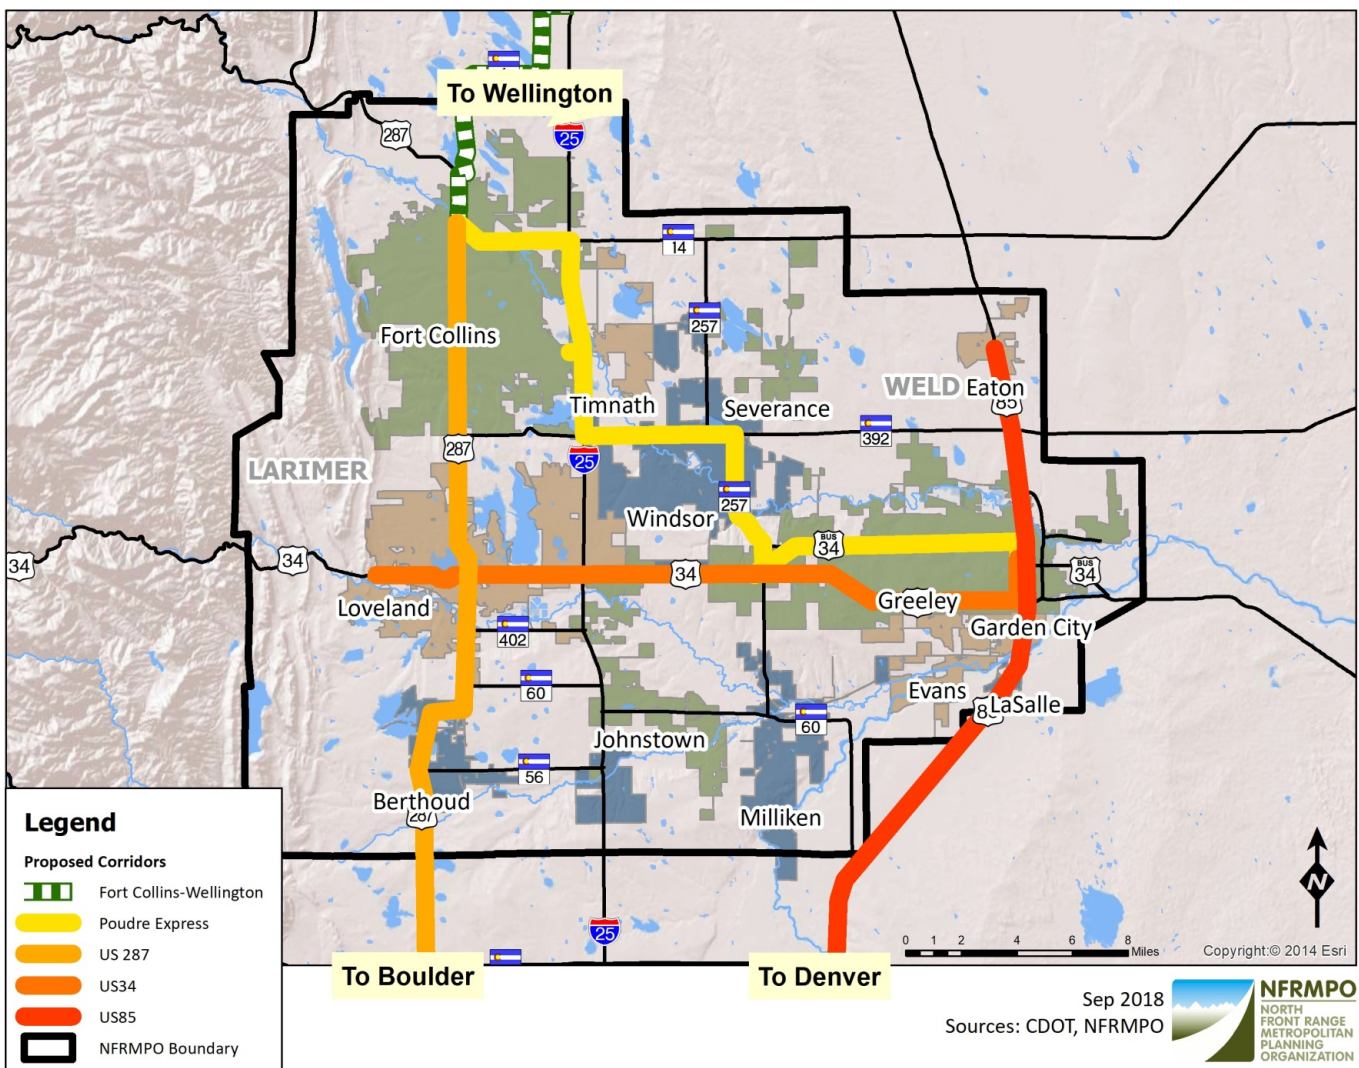 To Wellington
287
25
14
257
Fort Collins
WELD
Eaton
85
Timnath
Severance
392
287
25
LARIMER
257
Windsor
BUS
34
34
34
34
BUS
34
Loveland
Greeley
Garden City
402
60
Evans
LaSalle
8
60
Johnstown
56
Berthoud
287
Milliken
Legend
Proposed Corridors
Fort Collins-Wellington
Poudre Express
US 287
US34
US85
NFRMPO Boundary
N
25
0 1 2 4 6 8
Miles
Copyright:© 2014 Esri
To Boulder
To Denver
Sep 2018
Sources: CDOT, NFRMPO
NFRMPO
NORTH
FRONT RANGE
METROPOLITAN
PLANNING
ORGANIZATION